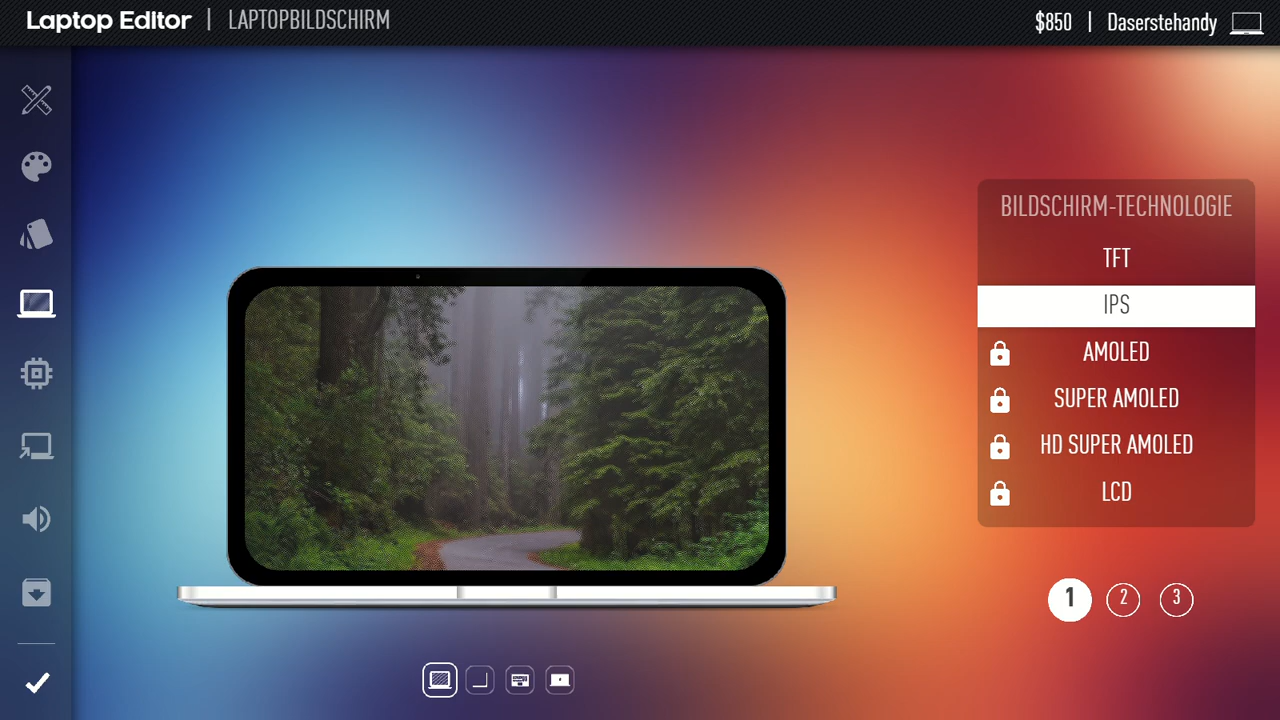 Laptop Editor | LAPTOPBILDSCHIRM
$850 | Daserstehandy
BILDSCHIRM-TECHNOLOGIE
TFT
IPS
AMOLED
SUPER AMOLED
HD SUPER AMOLED
LCD
1 2 3